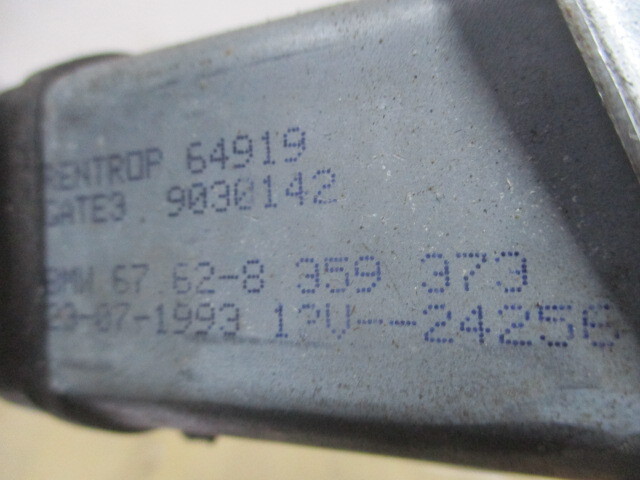 RENTROP 64919
GATE3 9030142
BMW 67 62-8 359 373
23-07-1993 12V--24256